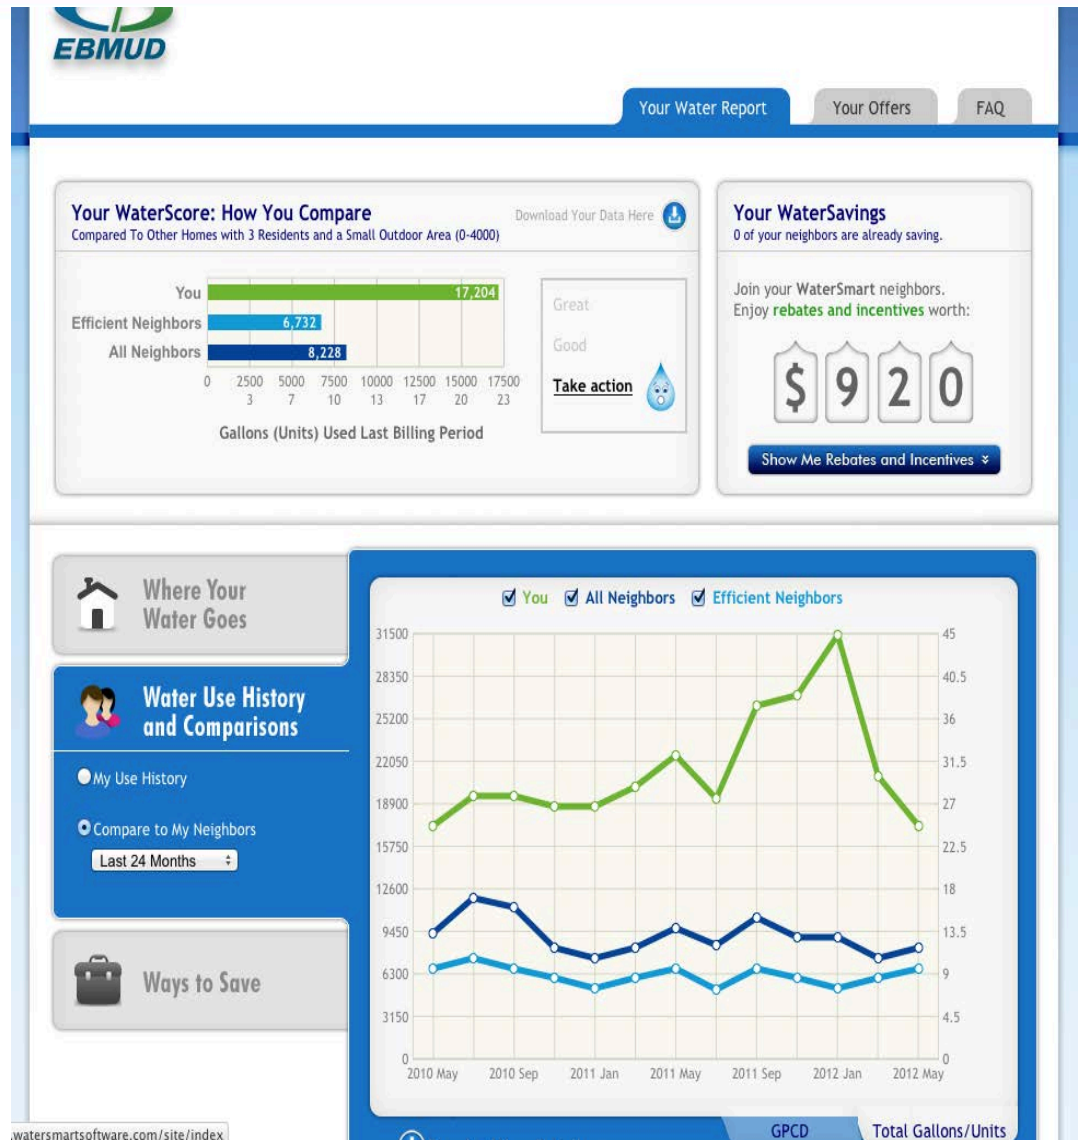 EBMUD
Your Water Report
Your Offers
FAQ
Your WaterScore: How You Compare
Compared To Other Homes with 3 Residents and a Small Outdoor Area (0-4000)
Download Your Data Here
You
17,204
Efficient Neighbors
6,732
All Neighbors
8,228
0 2500 5000 7500 10000 12500 15000 17500
3 7 10 13 17 20 23
Gallons (Units) Used Last Billing Period
Great
Good
Take action
Your WaterSavings
0 of your neighbors are already saving.
Join your WaterSmart neighbors.
Enjoy rebates and incentives worth:
$920
Show Me Rebates and Incentives
Where Your
Water Goes
Water Use History
and Comparisons
My Use History
Compare to My Neighbors
Last 24 Months
Ways to Save
You All Neighbors Efficient Neighbors
31500 45
28350 40.5
25200 36
22050 31.5
18900 27
15750 22.5
12600 18
9450 13.5
6300 9
3150 4.5
0 0
2010 May 2010 Sep 2011 Jan 2011 May 2011 Sep 2012 Jan 2012 May
GPCD
Total Gallons/Units
.watersmartsoftware.com/site/index